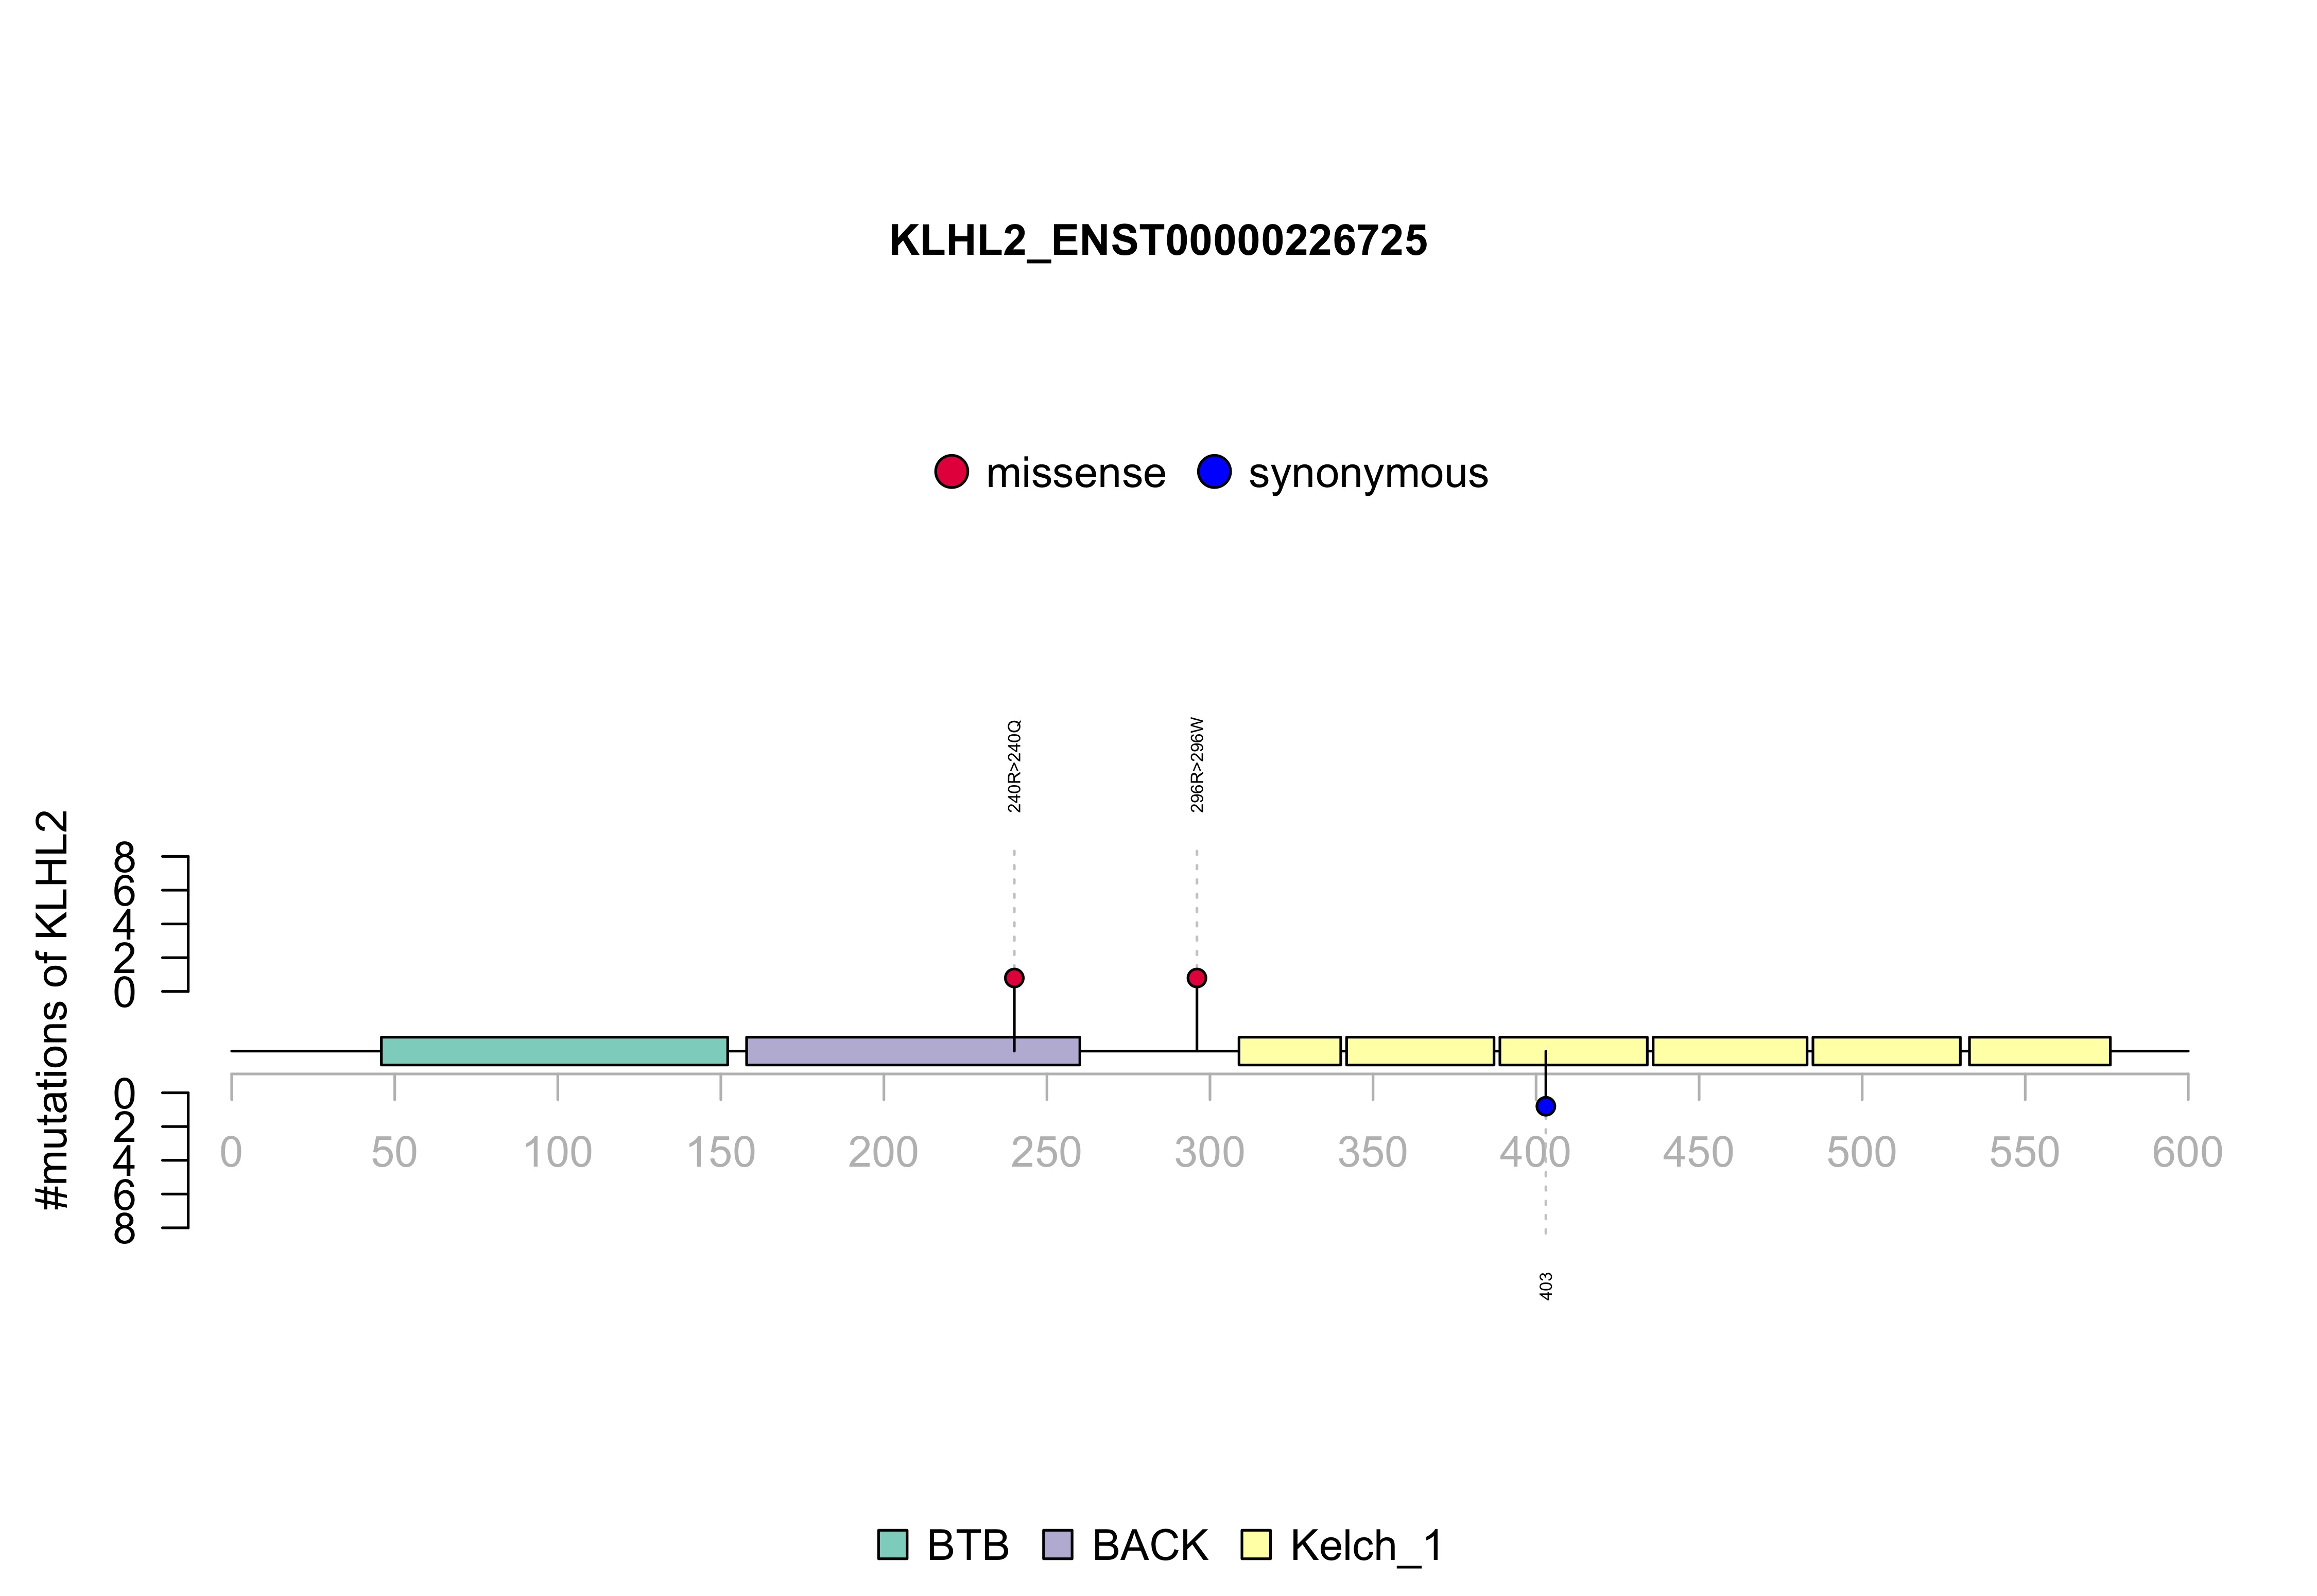 KLHL2_ENST00000226725
missense synonymous
240R>240Q
296R>296W
#mutations of KLHL2
8
6
4
2
0
0
2
4
6
8
0 50 100 150 200 250 300 350 400 450 500 550 600
403
BTB BACK Kelch_1